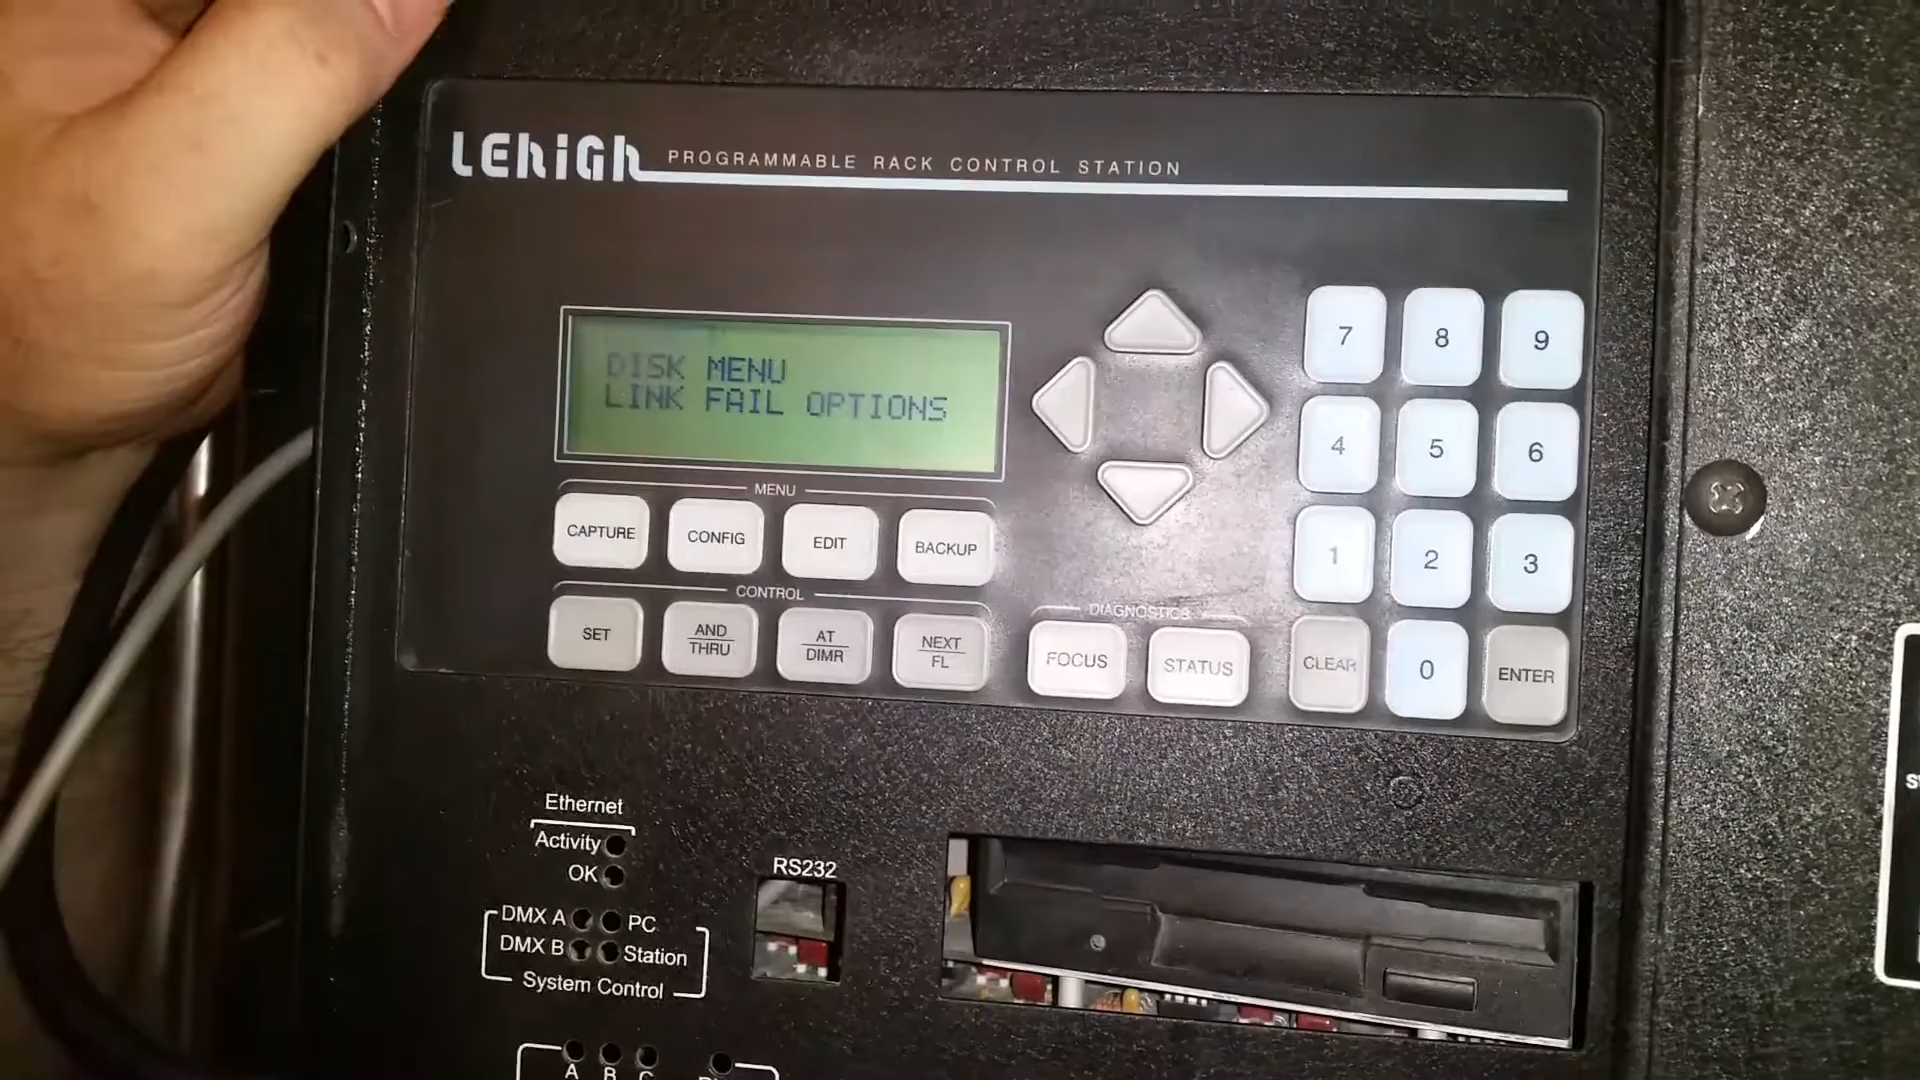 LEhiGh PROGRAMMABLE RACK CONTROL STATION
DISK MENU
LINK FAIL OPTIONS
MENU
CAPTURE CONFIG EDIT BACKUP
CONTROL
SET AND THRU AT DIMR NEXT FL
DIAGNOSTICS
FOCUS STATUS
7 8 9
4 5 6
1 2 3
CLEAR 0 ENTER
Ethernet
Activity
OK
DMX A PC
DMX B Station
System Control
RS232
A B C